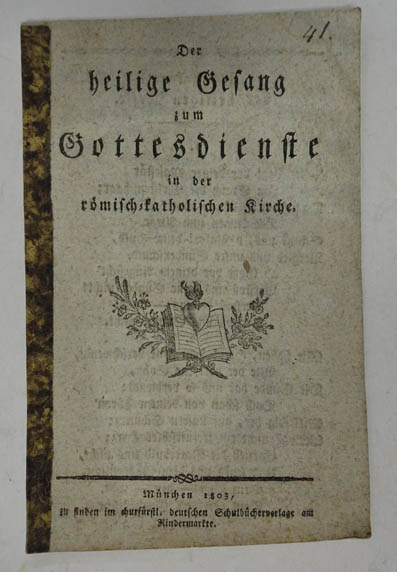 41.
Der
heilige Gesang
zum
Gottesdienste
in der
römisch-katholischen Kirche.
München 1803,
zu finden im churfürstl. deutschen Schulbücherverlage am
Rindermarkte.